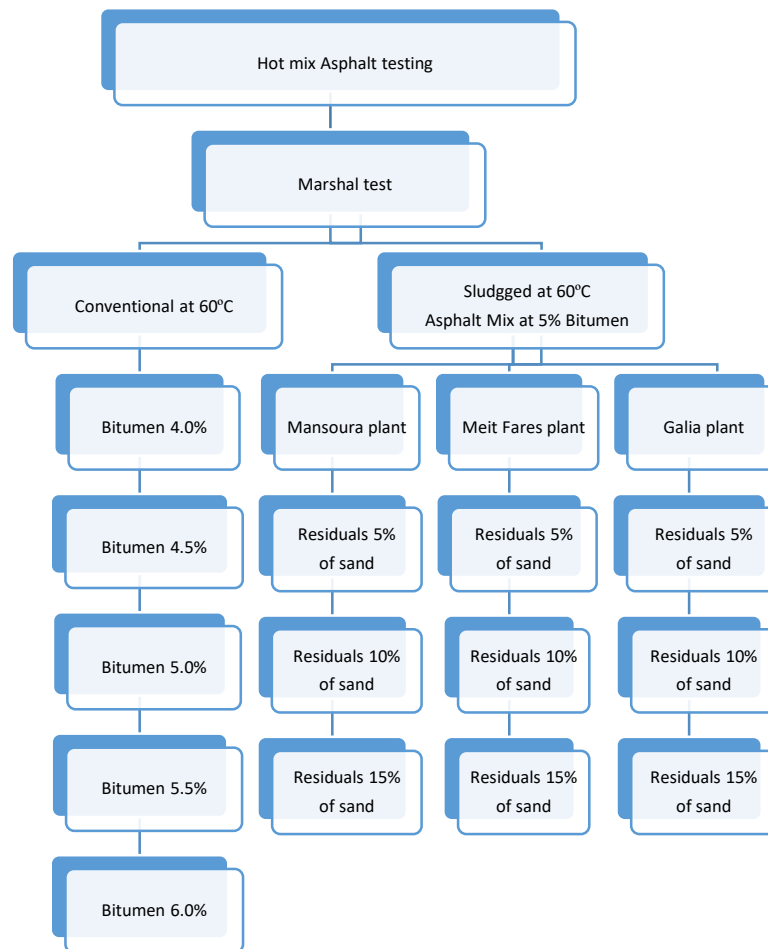 Hot mix Asphalt testing
Marshal test
Conventional at 60ºC
Sludgged at 60ºC
Asphalt Mix at 5% Bitumen
Bitumen 4.0%
Bitumen 4.5%
Bitumen 5.0%
Bitumen 5.5%
Bitumen 6.0%
Mansoura plant
Residuals 5%
of sand
Residuals 10%
of sand
Residuals 15%
of sand
Meit Fares plant
Residuals 5%
of sand
Residuals 10%
of sand
Residuals 15%
of sand
Galia plant
Residuals 5%
of sand
Residuals 10%
of sand
Residuals 15%
of sand